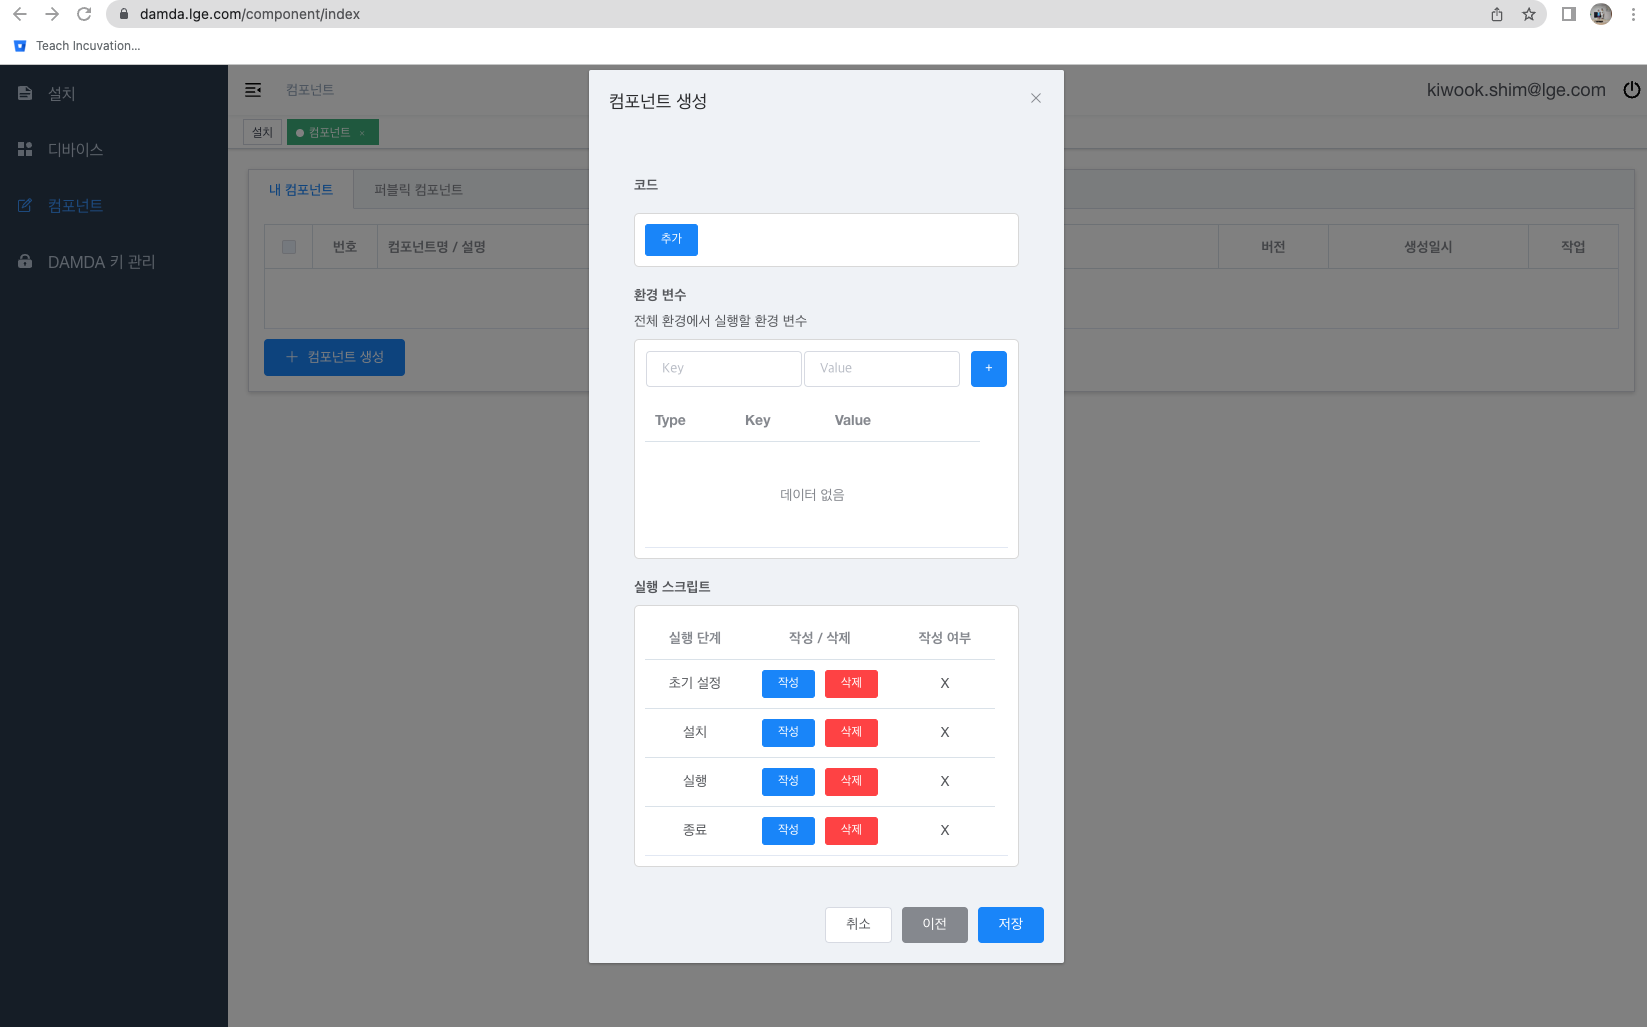 damda.lge.com/component/index
Teach Incuvation...
설치
디바이스
컴포넌트
DAMDA 키 관리
컴포넌트
kiwook.shim@lge.com
설치
컴포넌트 ×
내 컴포넌트
퍼블릭 컴포넌트
번호
컴포넌트명 / 설명
버전
생성일시
작업
+ 컴포넌트 생성
컴포넌트 생성
코드
추가
환경 변수
전체 환경에서 실행할 환경 변수
Key Value +
Type Key Value
데이터 없음
실행 스크립트
실행 단계 작성 / 삭제 작성 여부
초기 설정 작성 삭제 X
설치 작성 삭제 X
실행 작성 삭제 X
종료 작성 삭제 X
취소 이전 저장